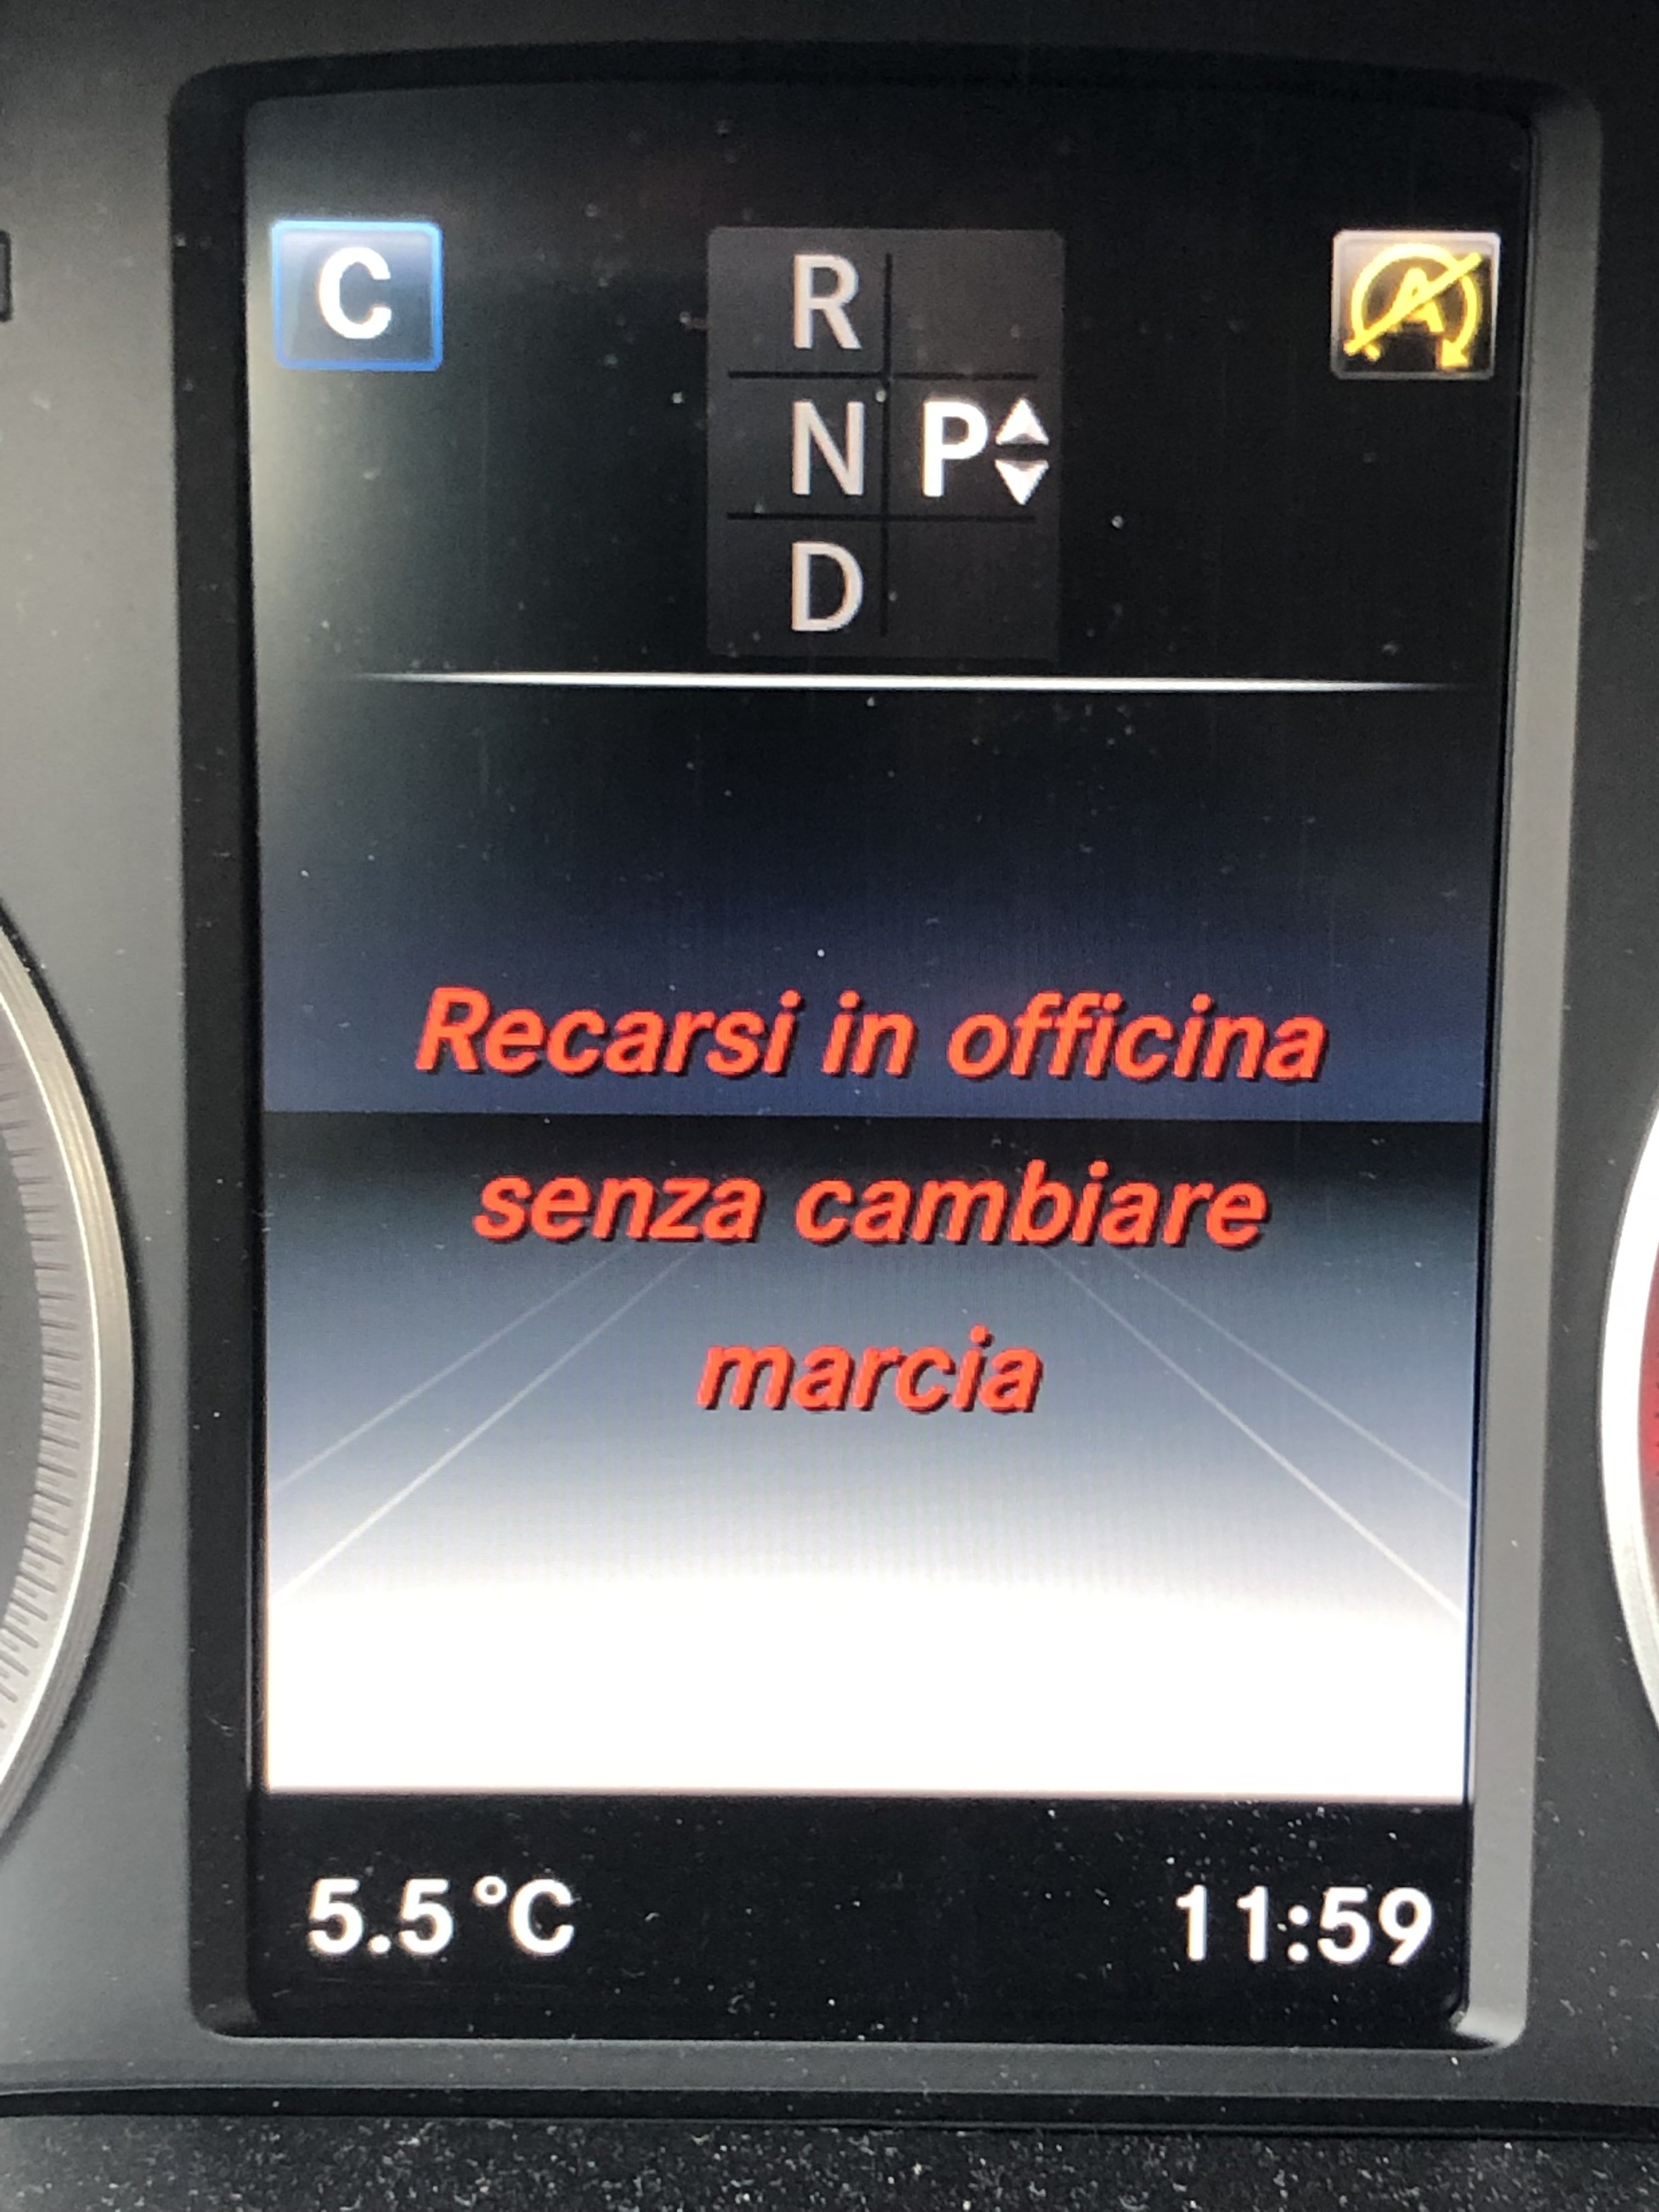 C
R
N P
D
A
Recarsi in officina
senza cambiare
marcia
5.5 °C
11:59